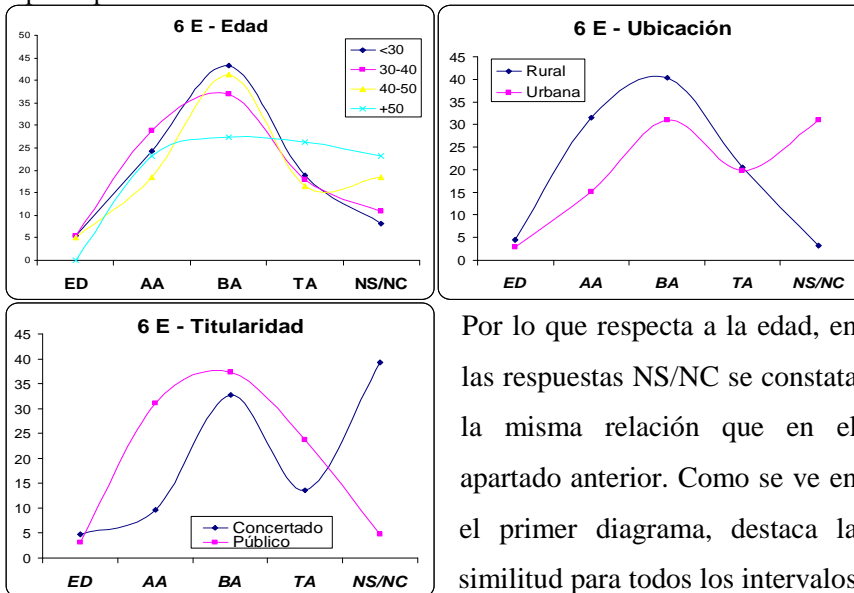 6 E - Edad
50
45
40
35
30
25
20
15
10
5
0
<30
30-40
40-50
+50
ED AA BA TA NS/NC
6 E - Ubicación
45
40
35
30
25
20
15
10
5
0
Rural
Urbana
ED AA BA TA NS/NC
6 E - Titularidad
45
40
35
30
25
20
15
10
5
0
Concertado
Público
ED AA BA TA NS/NC
Por lo que respecta a la edad, en
las respuestas NS/NC se constata
la misma relación que en el
apartado anterior. Como se ve en
el primer diagrama, destaca la
similitud para todos los intervalos